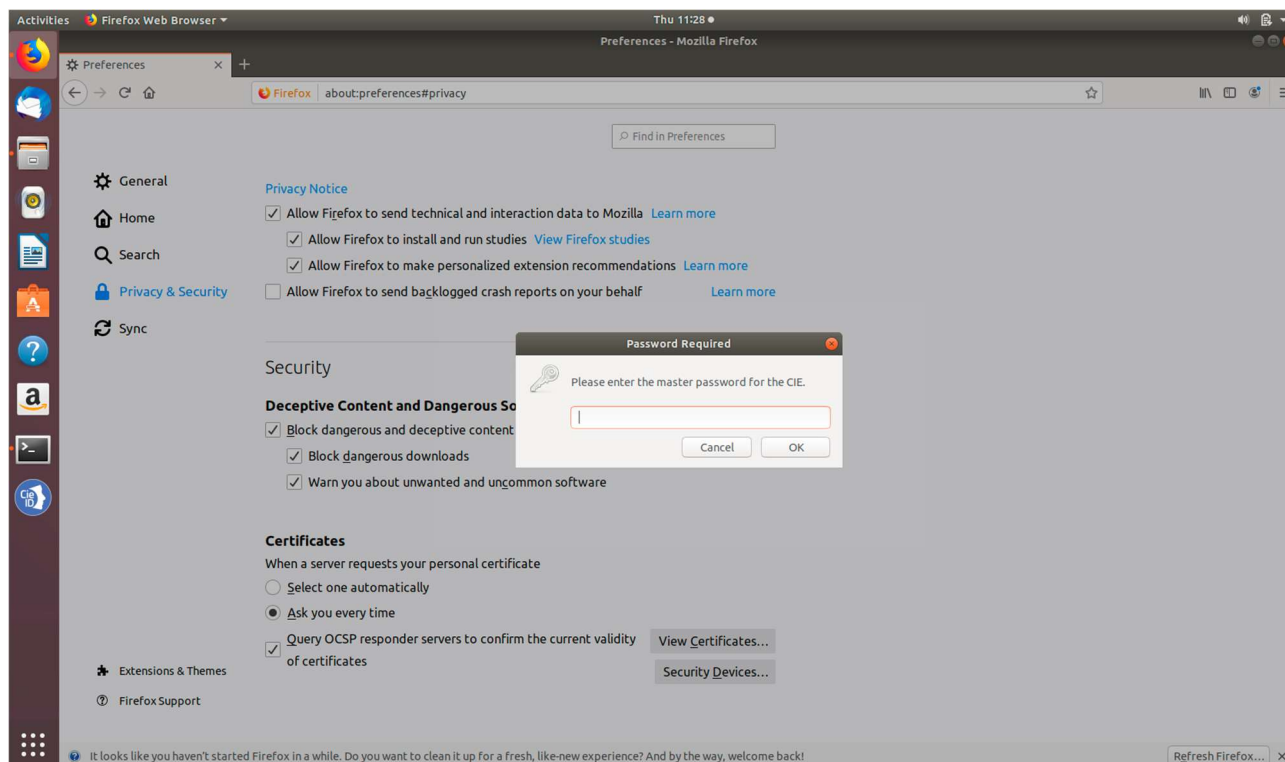 Activities Firefox Web Browser Thu 11:28
Preferences - Mozilla Firefox
Preferences
Firefox about:preferences#privacy
Find in Preferences
General
Home
Search
Privacy & Security
Sync
Privacy Notice
Allow Firefox to send technical and interaction data to Mozilla Learn more
Allow Firefox to install and run studies View Firefox studies
Allow Firefox to make personalized extension recommendations Learn more
Allow Firefox to send backlogged crash reports on your behalf Learn more
Security
Password Required
Please enter the master password for the CIE.
Cancel OK
Deceptive Content and Dangerous So
Block dangerous and deceptive content
Block dangerous downloads
Warn you about unwanted and uncommon software
Certificates
When a server requests your personal certificate
Select one automatically
Ask you every time
Query OCSP responder servers to confirm the current validity
of certificates
View Certificates...
Security Devices...
Extensions & Themes
Firefox Support
a
Cie
ID
It looks like you haven't started Firefox in a while. Do you want to clean it up for a fresh, like-new experience? And by the way, welcome back!
Refresh Firefox...